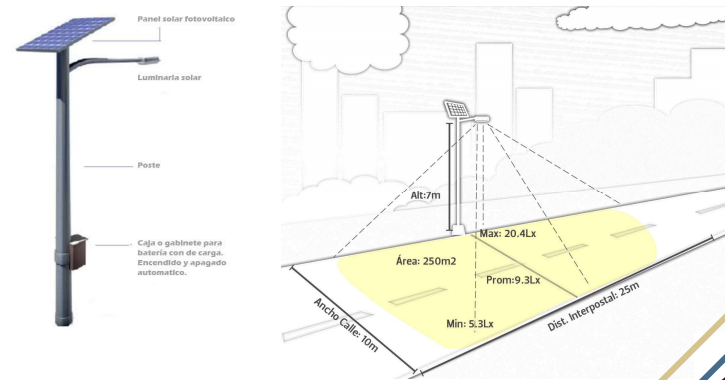 Panel solar fotovoltaico
Luminaria solar
Poste
Caja o gabinete para
batería con de carga.
Encendido y apagado
automatico.
Alt:7m
Max: 20.4Lx
Área: 250m2
Prom:9.3Lx
Min: 5.3Lx
Ancho Calle: 10m
Dist. Interpostal: 25m